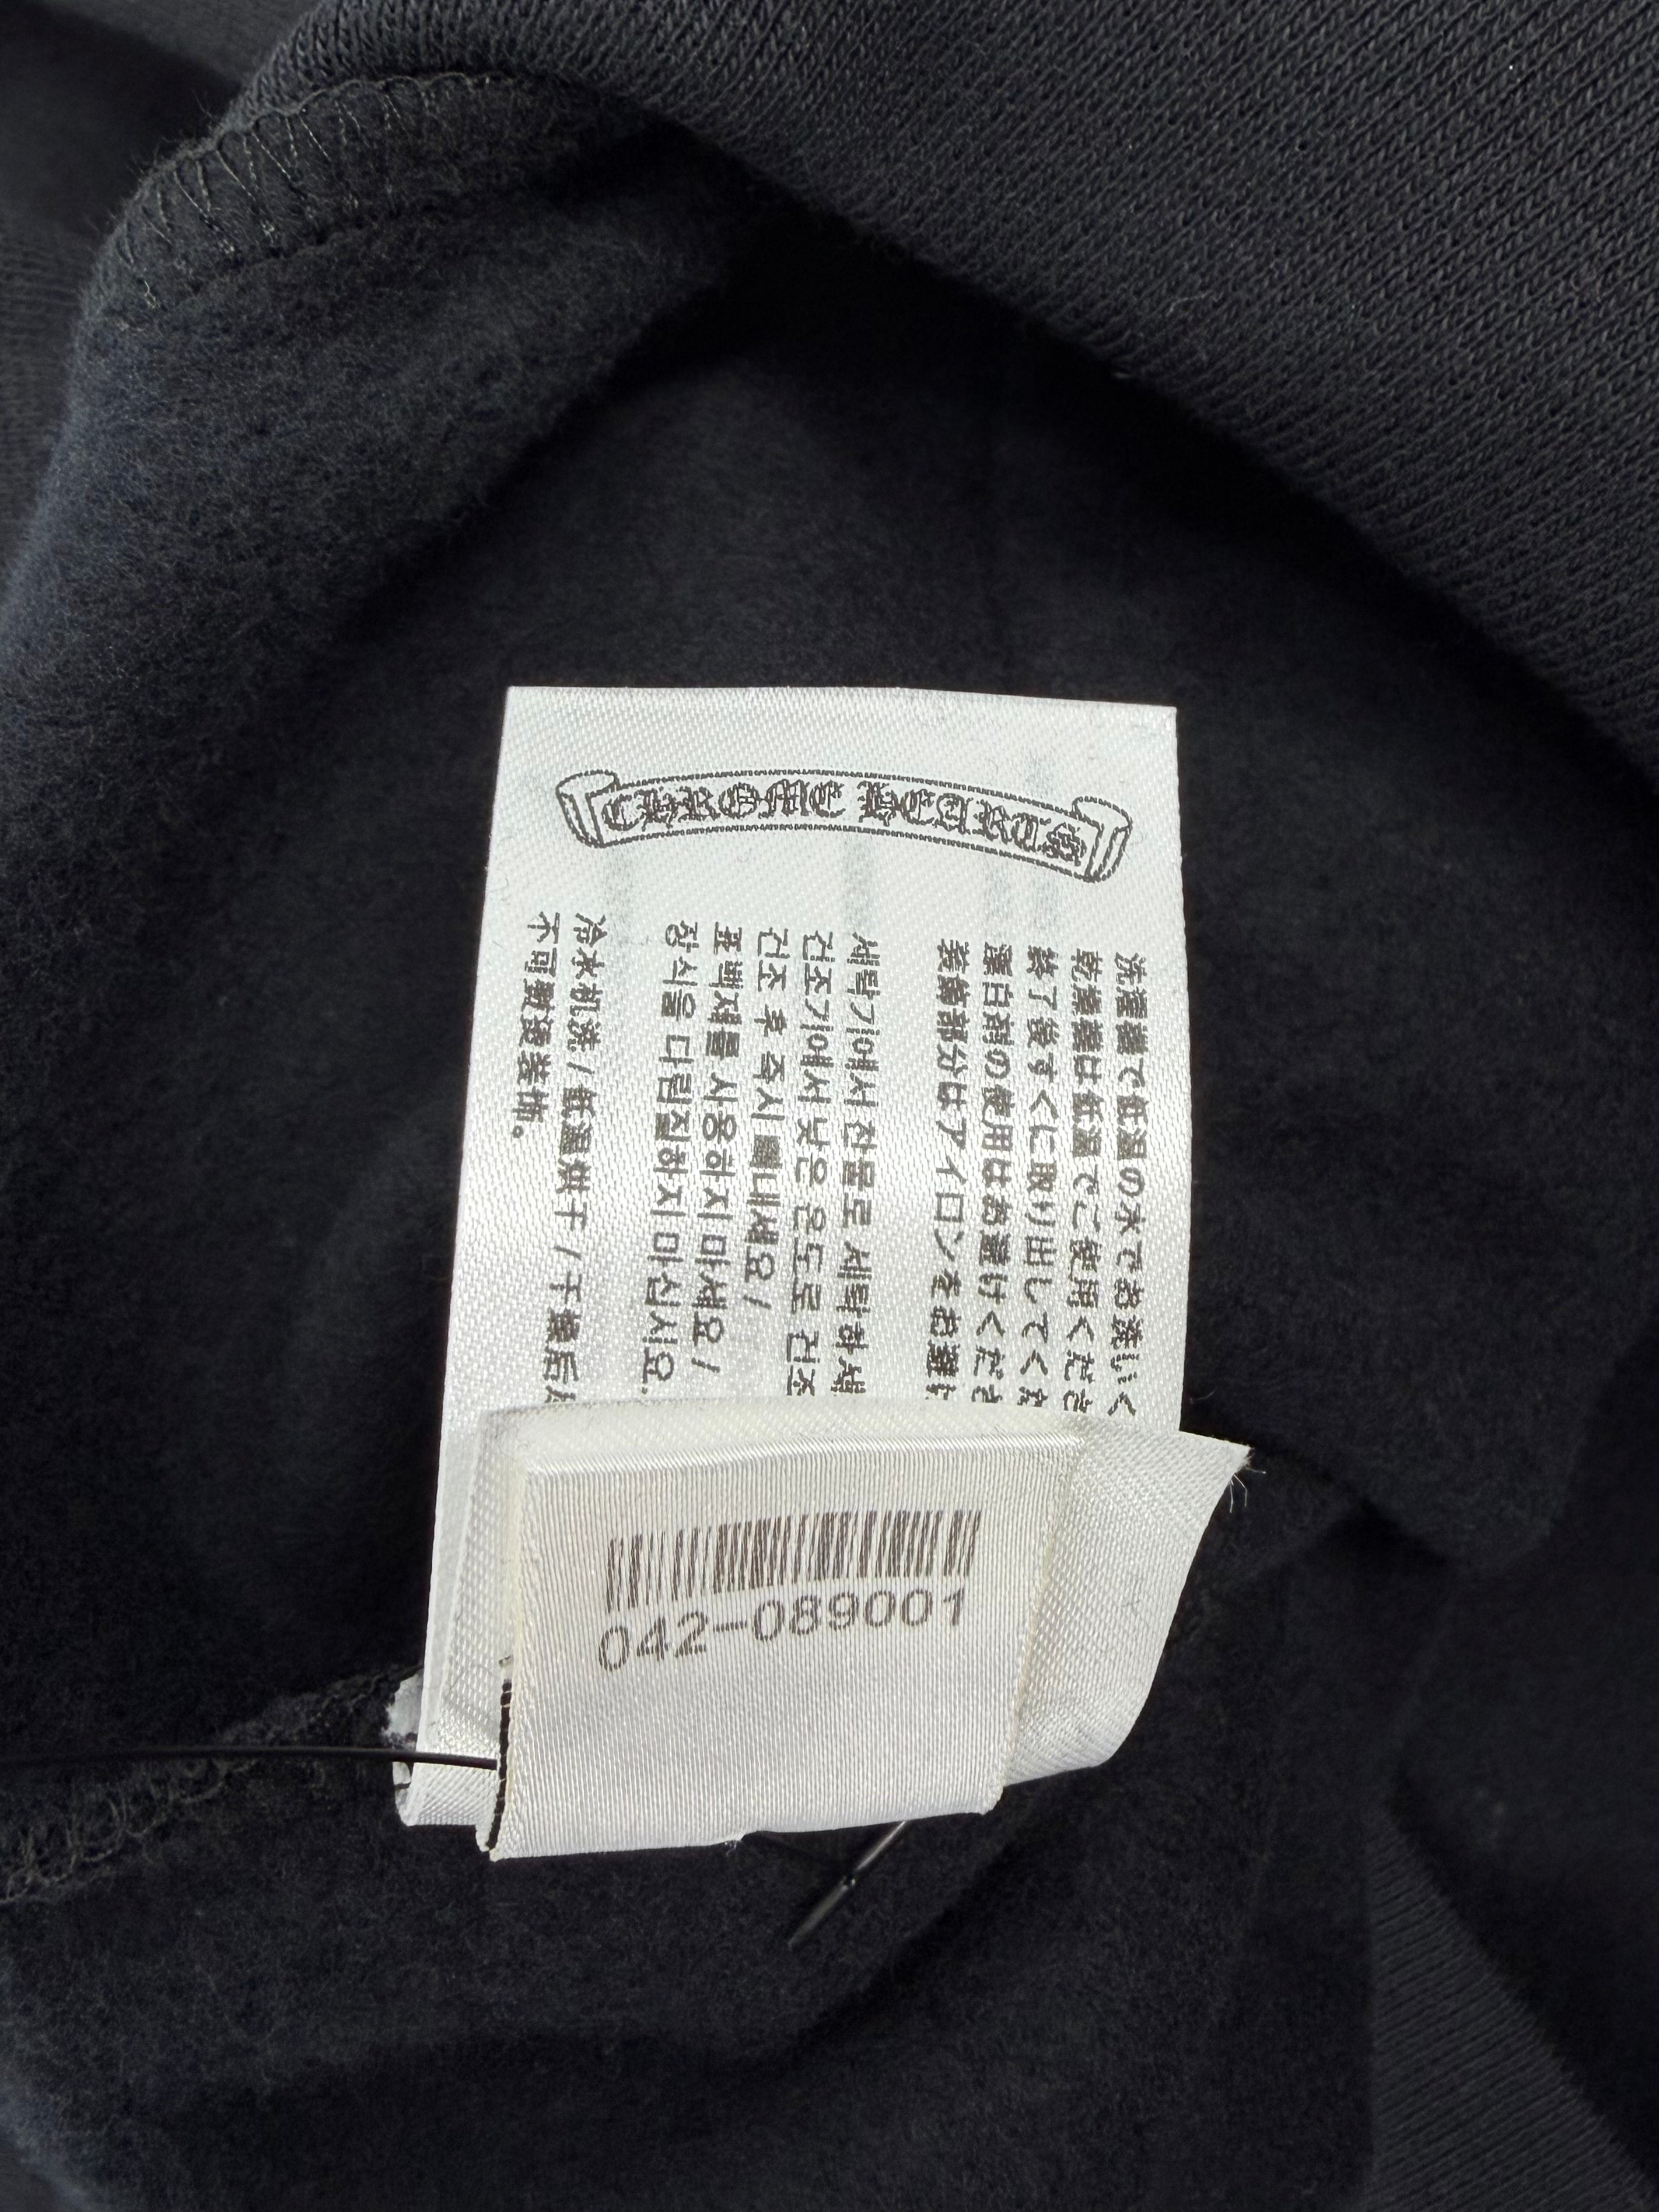 CHROME HEARTS
洗濯機で低温の水でお洗いく
乾燥機は低温でご使用くださ
終了後すぐに取り出してくだ
漂白剤の使用はお避けくださ
装飾部分はアイロンをお避け
세탁기에서 찬물로 세탁하세
건조기에서 낮은 온도로 건조
건조 후 즉시 꺼내세요 /
표백제를 사용하지 마세요 /
장식을 다림질하지 마십시오.
冷水机洗 / 低温烘干 / 干燥后
不可熨烫装饰。
042-089001